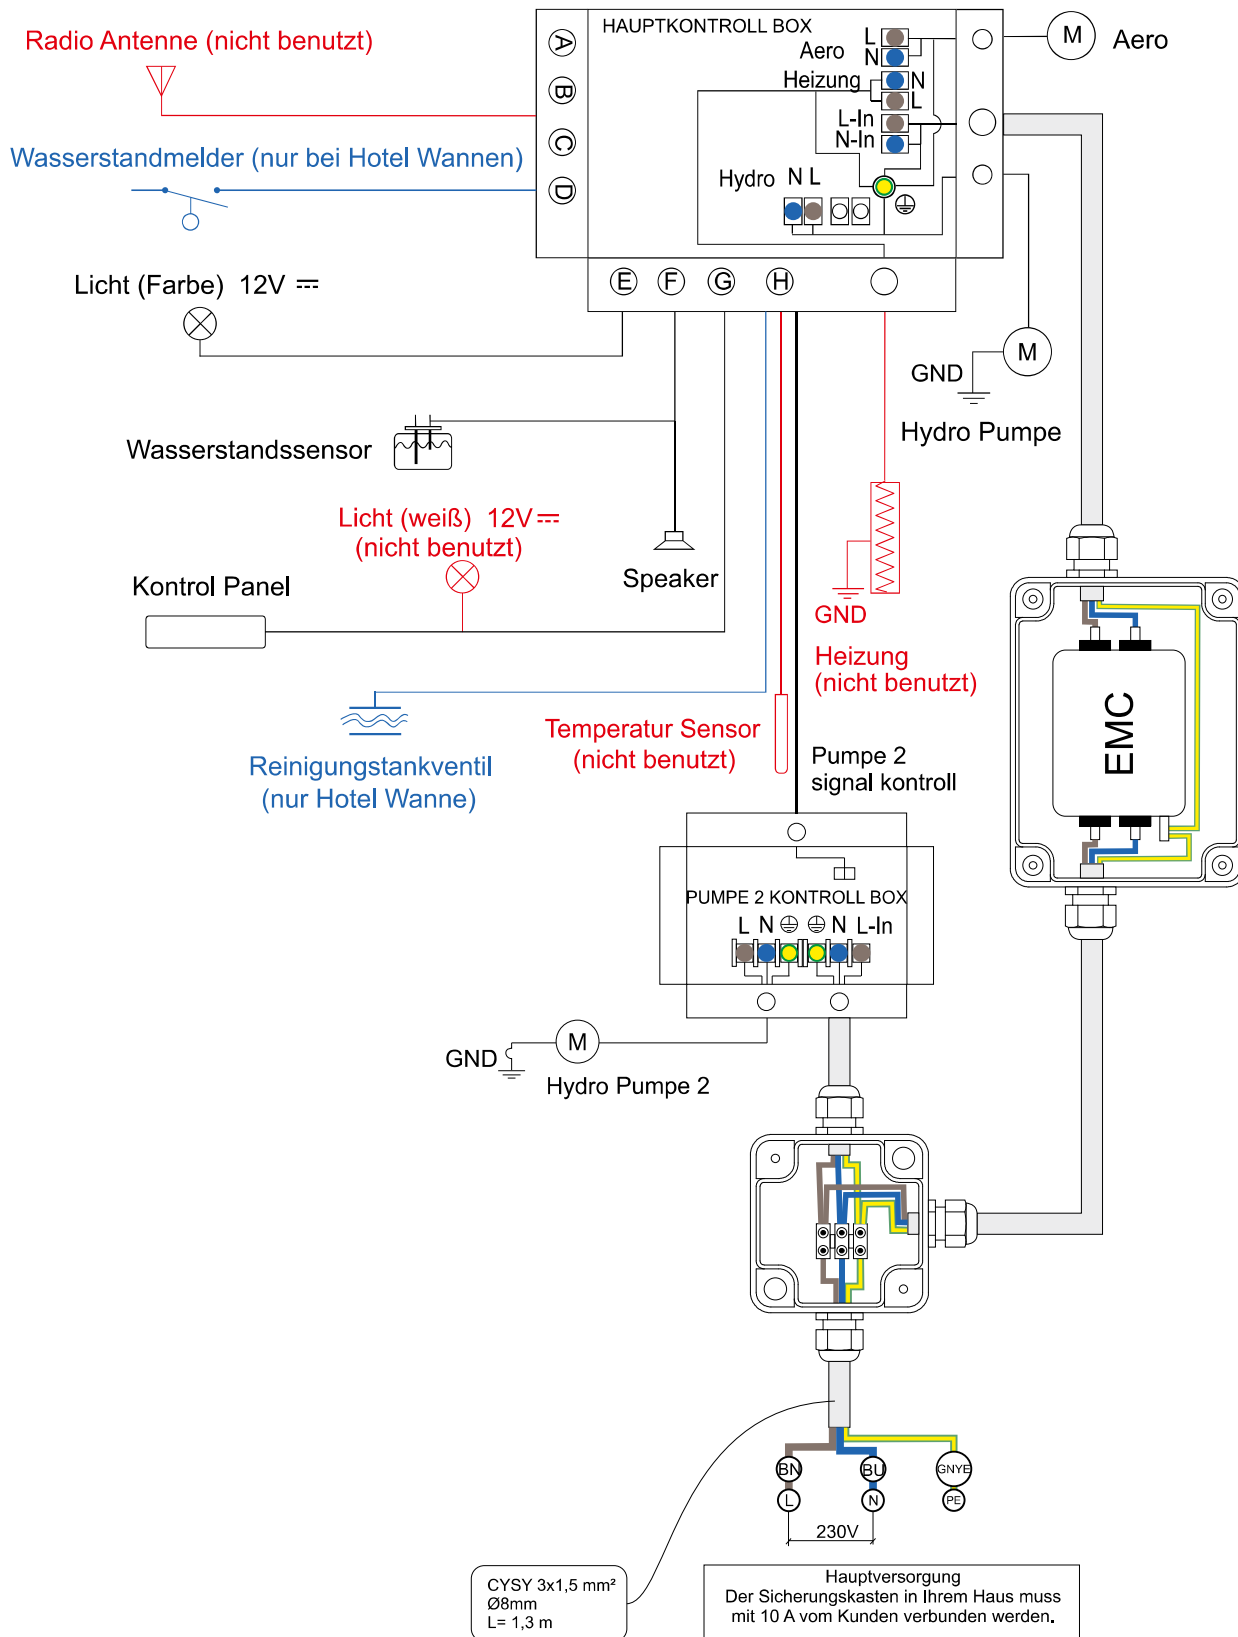 HAUPTKONTROLL BOX
Radio Antenne (nicht benutzt)
A
B
C
D
L
Aero
N
Heizung
N
L
L-In
N-In
Hydro N L
M
Aero
Wasserstandmelder (nur bei Hotel Wannen)
Licht (Farbe) 12V
E
F
G
H
M
GND
Hydro Pumpe
Wasserstandssensor
Licht (weiß) 12V
(nicht benutzt)
Speaker
Kontrol Panel
GND
Heizung
(nicht benutzt)
Temperatur Sensor
(nicht benutzt)
Reinigungstankventil
(nur Hotel Wanne)
Pumpe 2
signal kontroll
EMC
PUMPE 2 KONTROLL BOX
L N N L-In
GND
M
Hydro Pumpe 2
BN
BU
GNYE
L
N
PE
230V
CYSY 3x1,5 mm²
Ø8mm
L= 1,3 m
Hauptversorgung
Der Sicherungskasten in Ihrem Haus muss
mit 10 A vom Kunden verbunden werden.